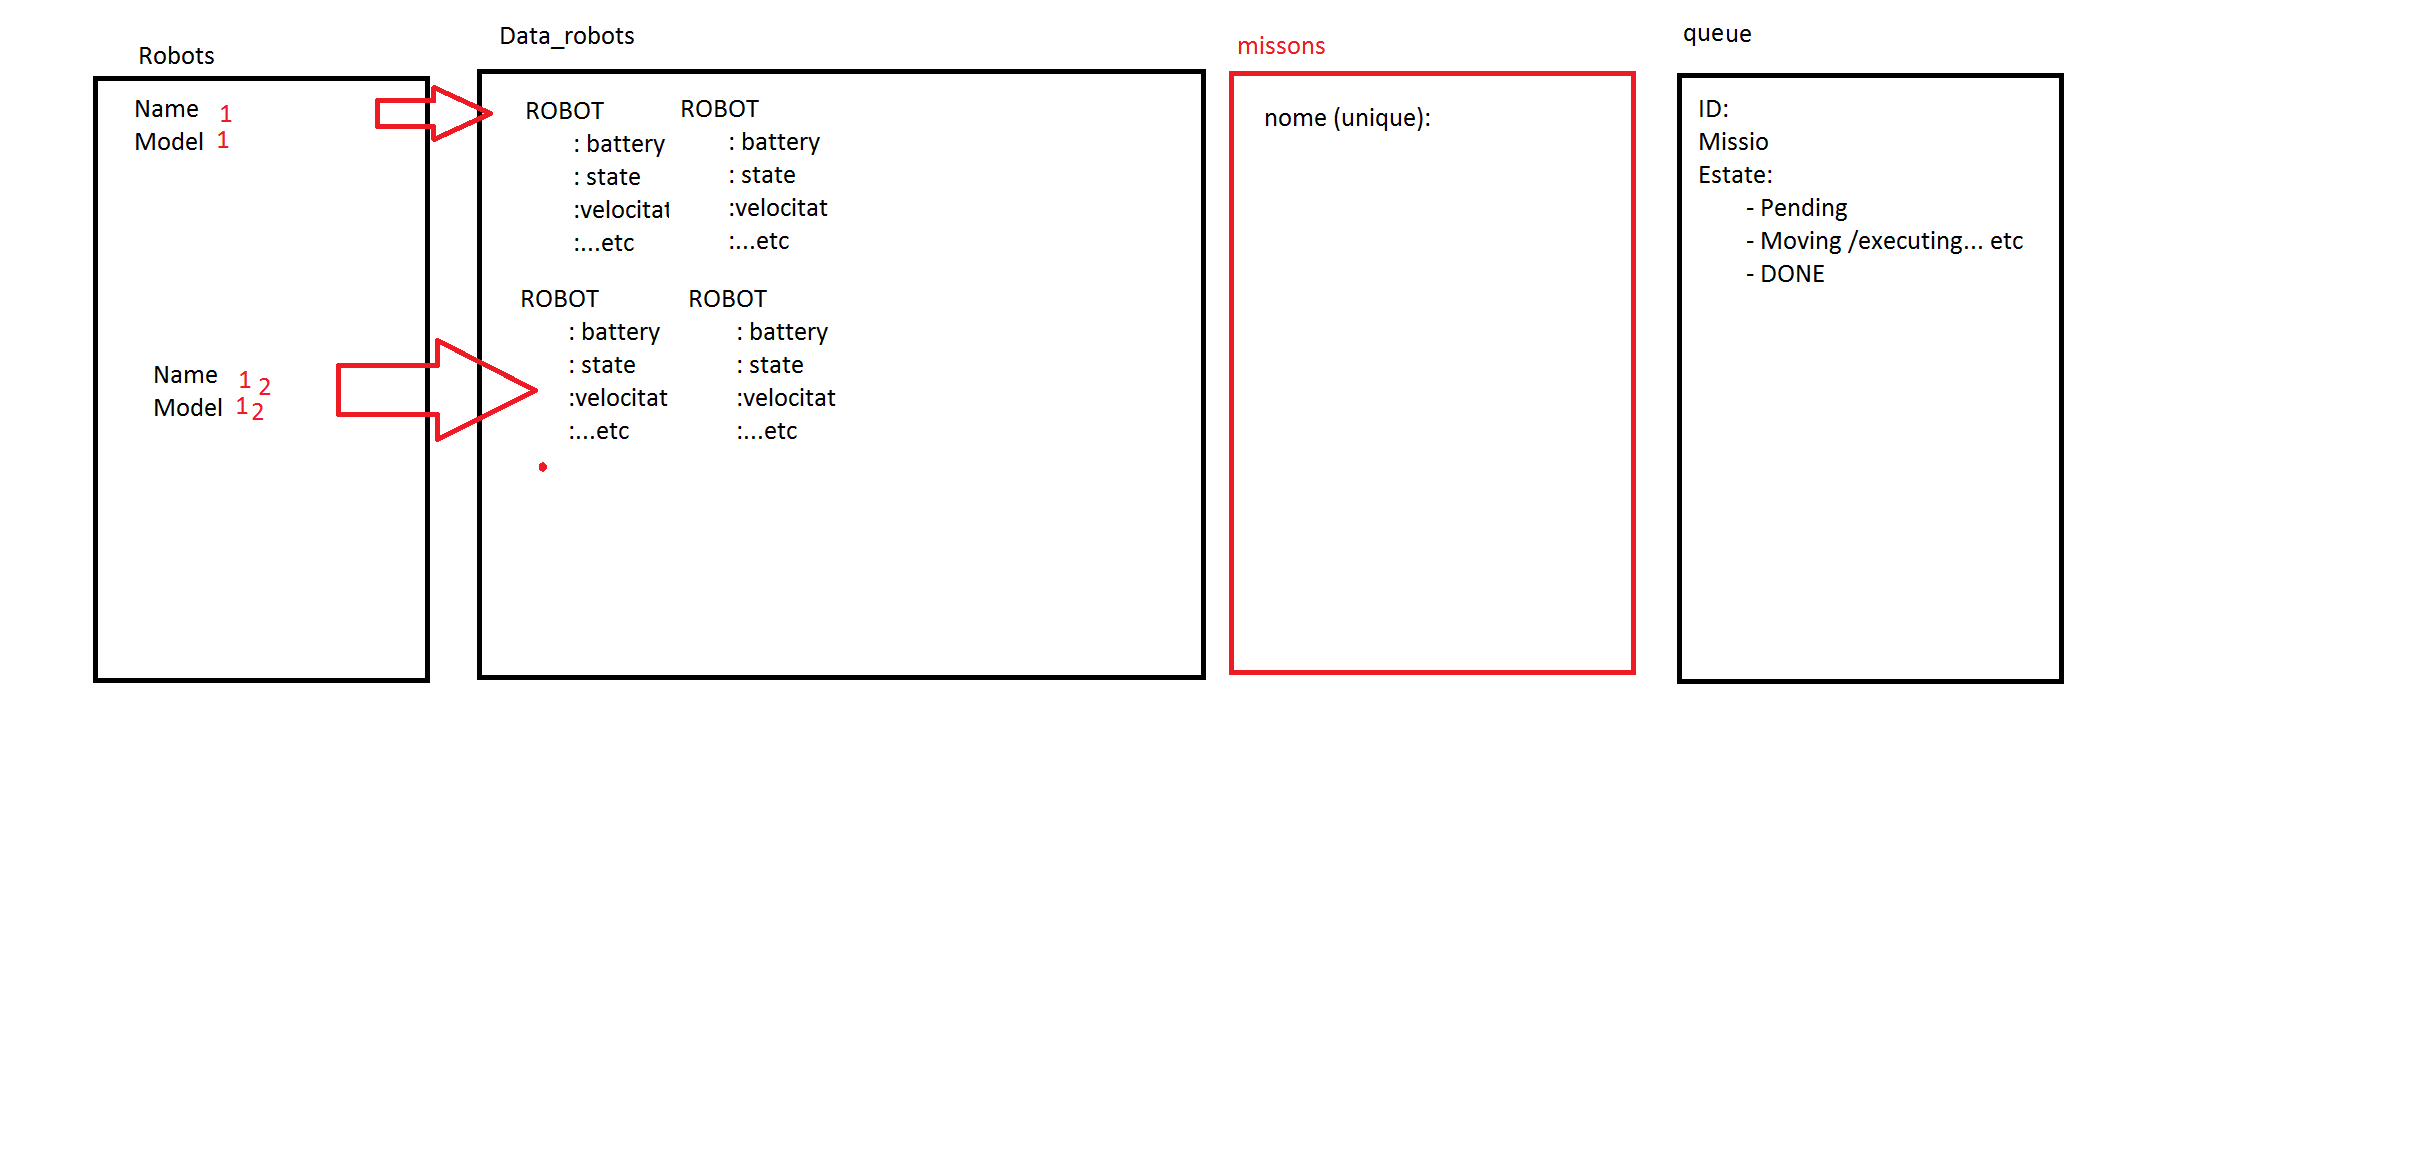 Robots
Name 1
Model 1
Name 1 2
Model 1 2
Data_robots
ROBOT
: battery
: state
:velocitat
:...etc
ROBOT
: battery
: state
:velocitat
:...etc
ROBOT
: battery
: state
:velocitat
:...etc
ROBOT
: battery
: state
:velocitat
:...etc
missons
nome (unique):
queue
ID:
Missio
Estate:
- Pending
- Moving /executing... etc
- DONE